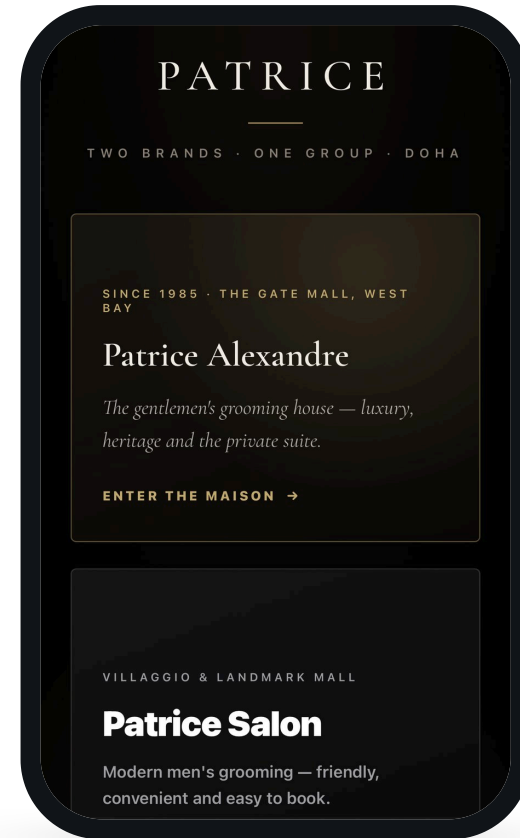 PATRICE
TWO BRANDS · ONE GROUP · DOHA
SINCE 1985 · THE GATE MALL, WEST
BAY
Patrice Alexandre
The gentlemen's grooming house — luxury,
heritage and the private suite.
ENTER THE MAISON →
VILLAGGIO & LANDMARK MALL
Patrice Salon
Modern men's grooming — friendly,
convenient and easy to book.